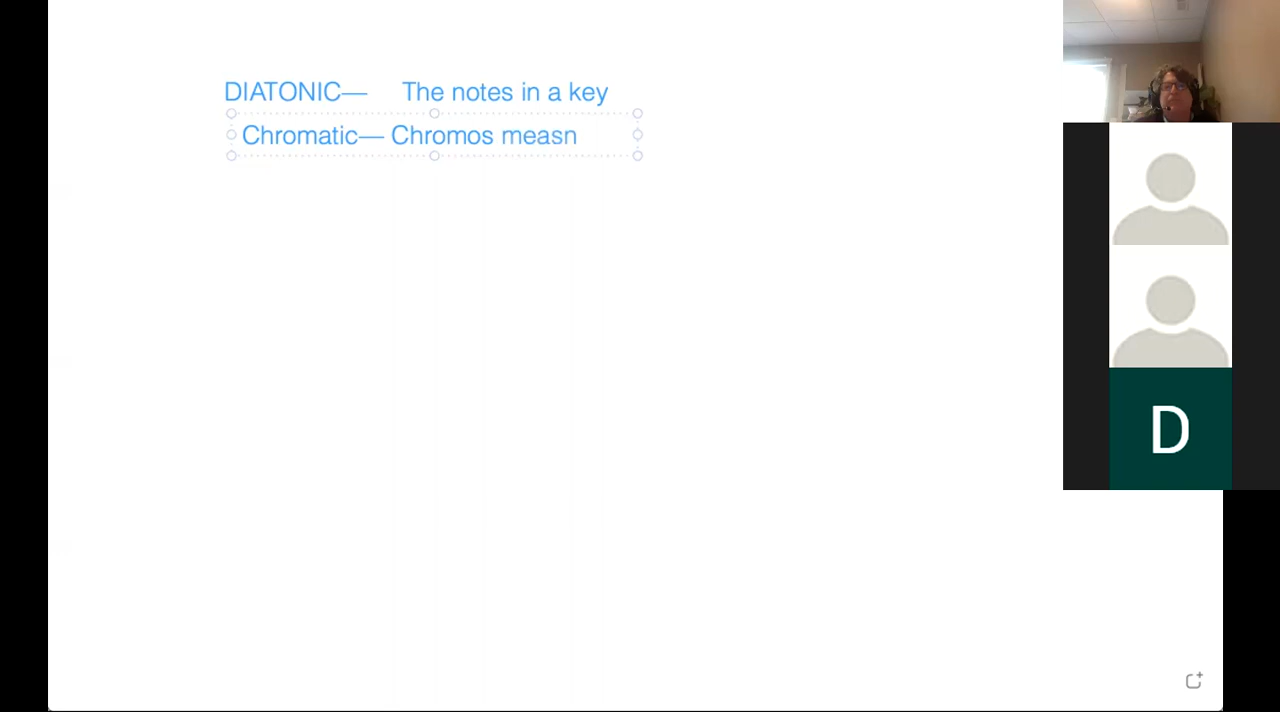 DIATONIC— The notes in a key
Chromatic— Chromos measn
D